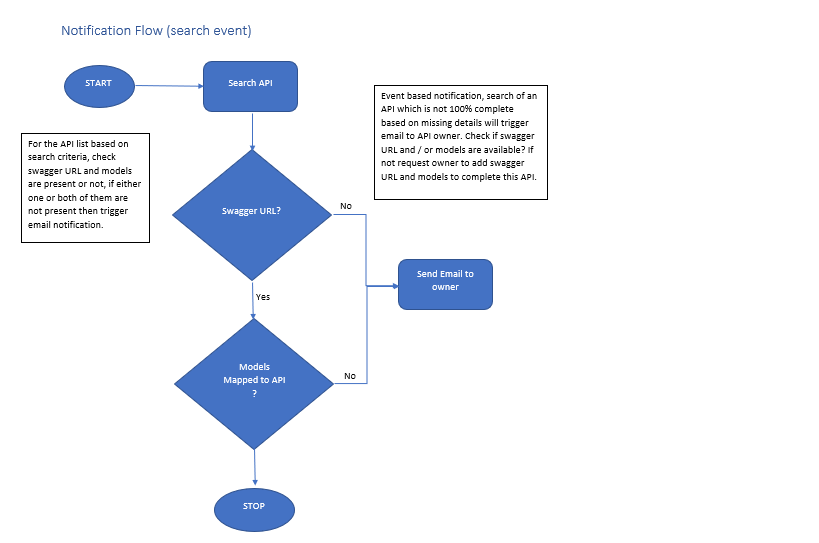 Notification Flow (search event)
START
Search API
Event based notification, search of an
API which is not 100% complete
based on missing details will trigger
email to API owner. Check if swagger
URL and / or models are available? If
not request owner to add swagger
URL and models to complete this API.
For the API list based on
search criteria, check
swagger URL and models
are present or not, if either
one or both of them are
not present then trigger
email notification.
Swagger URL?
No
Send Email to
owner
Yes
Models
Mapped to API
?
No
STOP